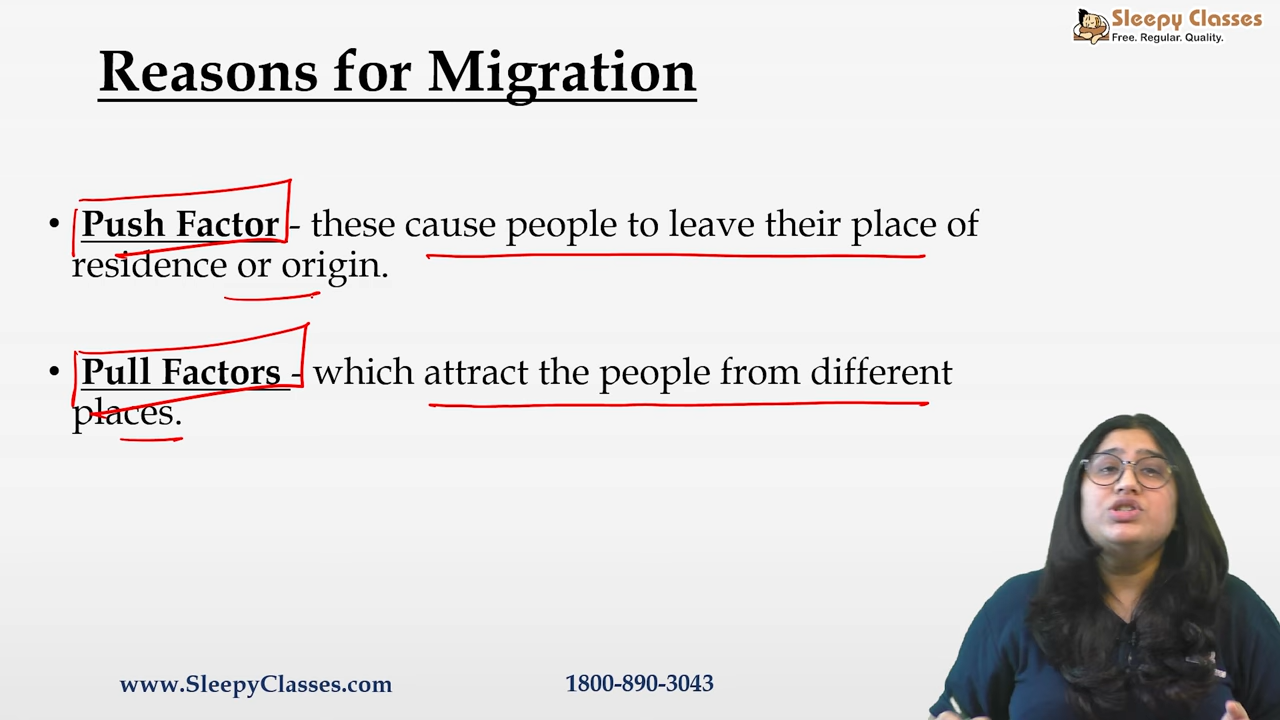 Sleepy Classes
Free. Regular. Quality.
Reasons for Migration
• Push Factor - these cause people to leave their place of
residence or origin.
• Pull Factors - which attract the people from different
places.
www.SleepyClasses.com
1800-890-3043